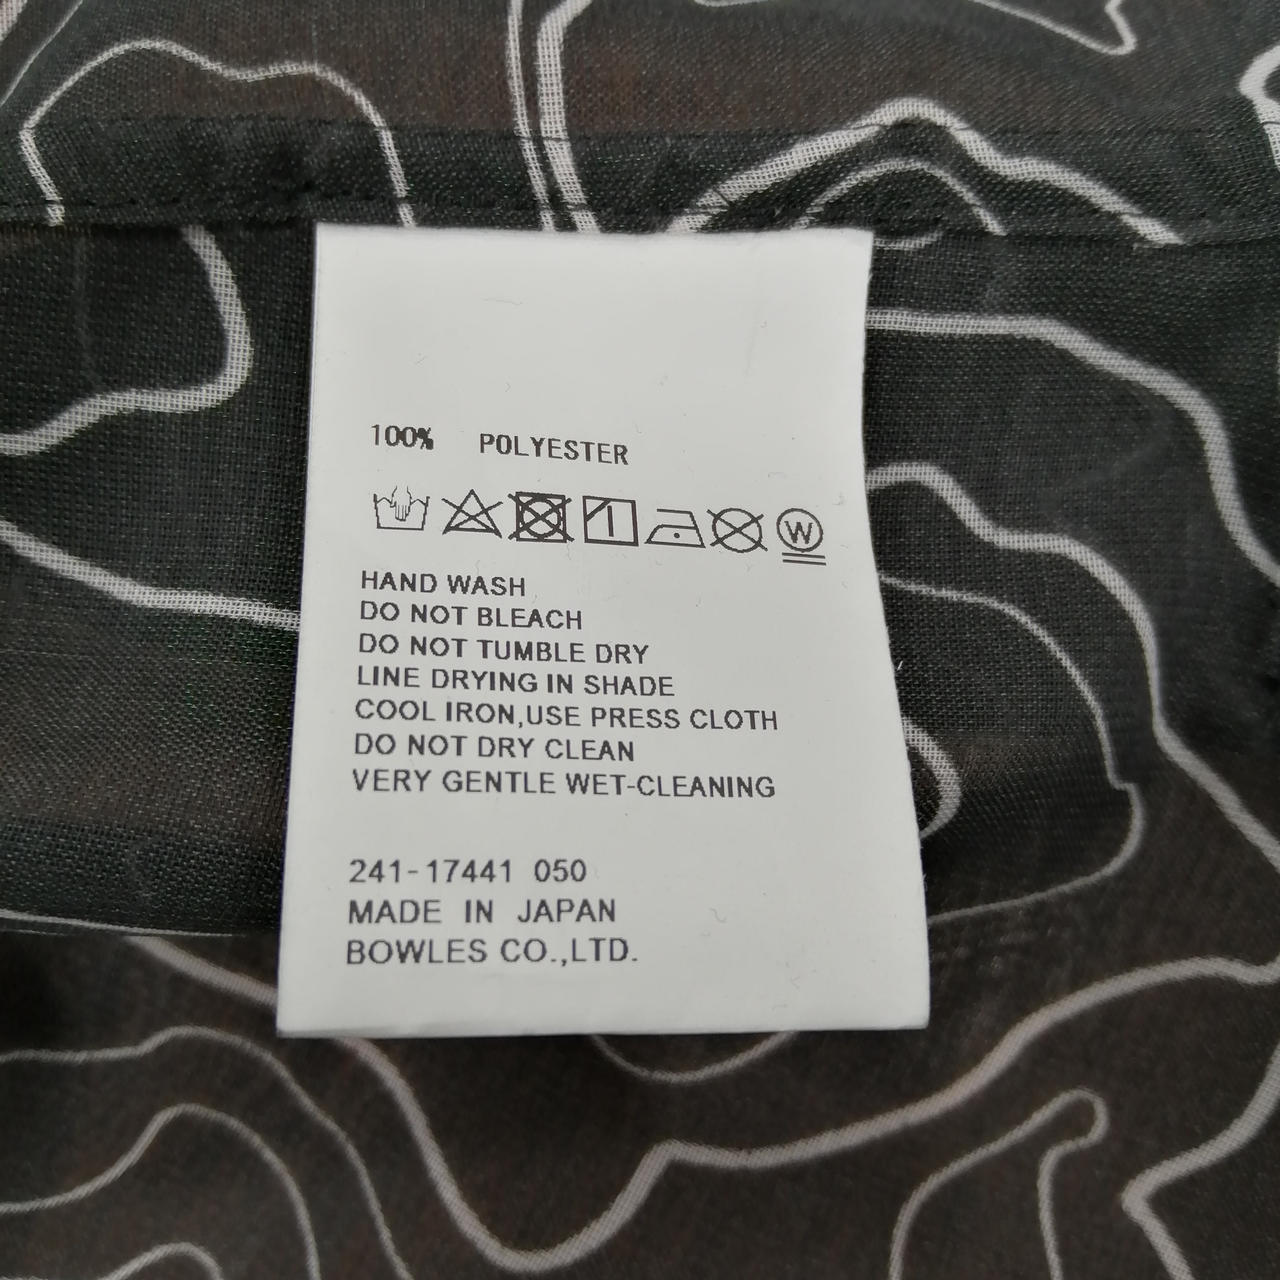 100% POLYESTER
W
HAND WASH
DO NOT BLEACH
DO NOT TUMBLE DRY
LINE DRYING IN SHADE
COOL IRON,USE PRESS CLOTH
DO NOT DRY CLEAN
VERY GENTLE WET-CLEANING
241-17441 050
MADE IN JAPAN
BOWLES CO.,LTD.